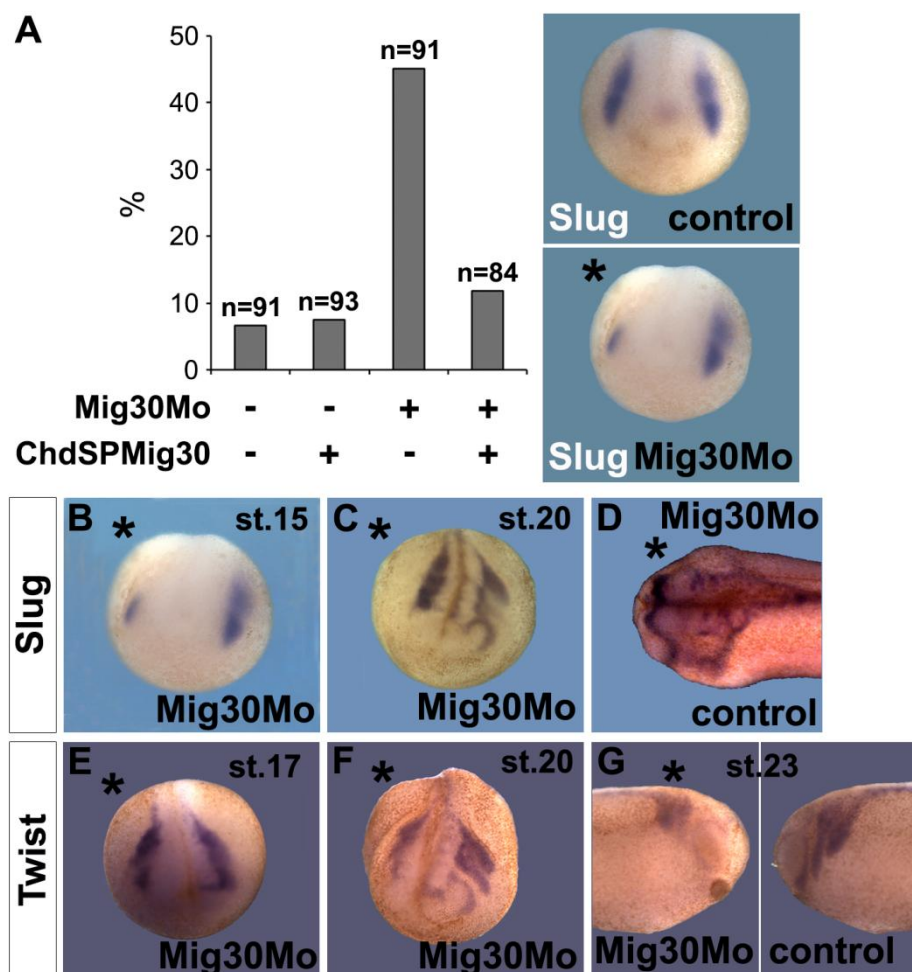 A
50
40
30
20
10
0
%
n=91
n=93
n=91
n=84
Mig30Mo - - + +
ChdSPMig30 - + - +
Slug control
*
Slug Mig30Mo
Slug
B * st.15
Mig30Mo
C * st.20
Mig30Mo
D Mig30Mo
*
control
Twist
E * st.17
Mig30Mo
F * st.20
Mig30Mo
G * st.23
Mig30Mo control